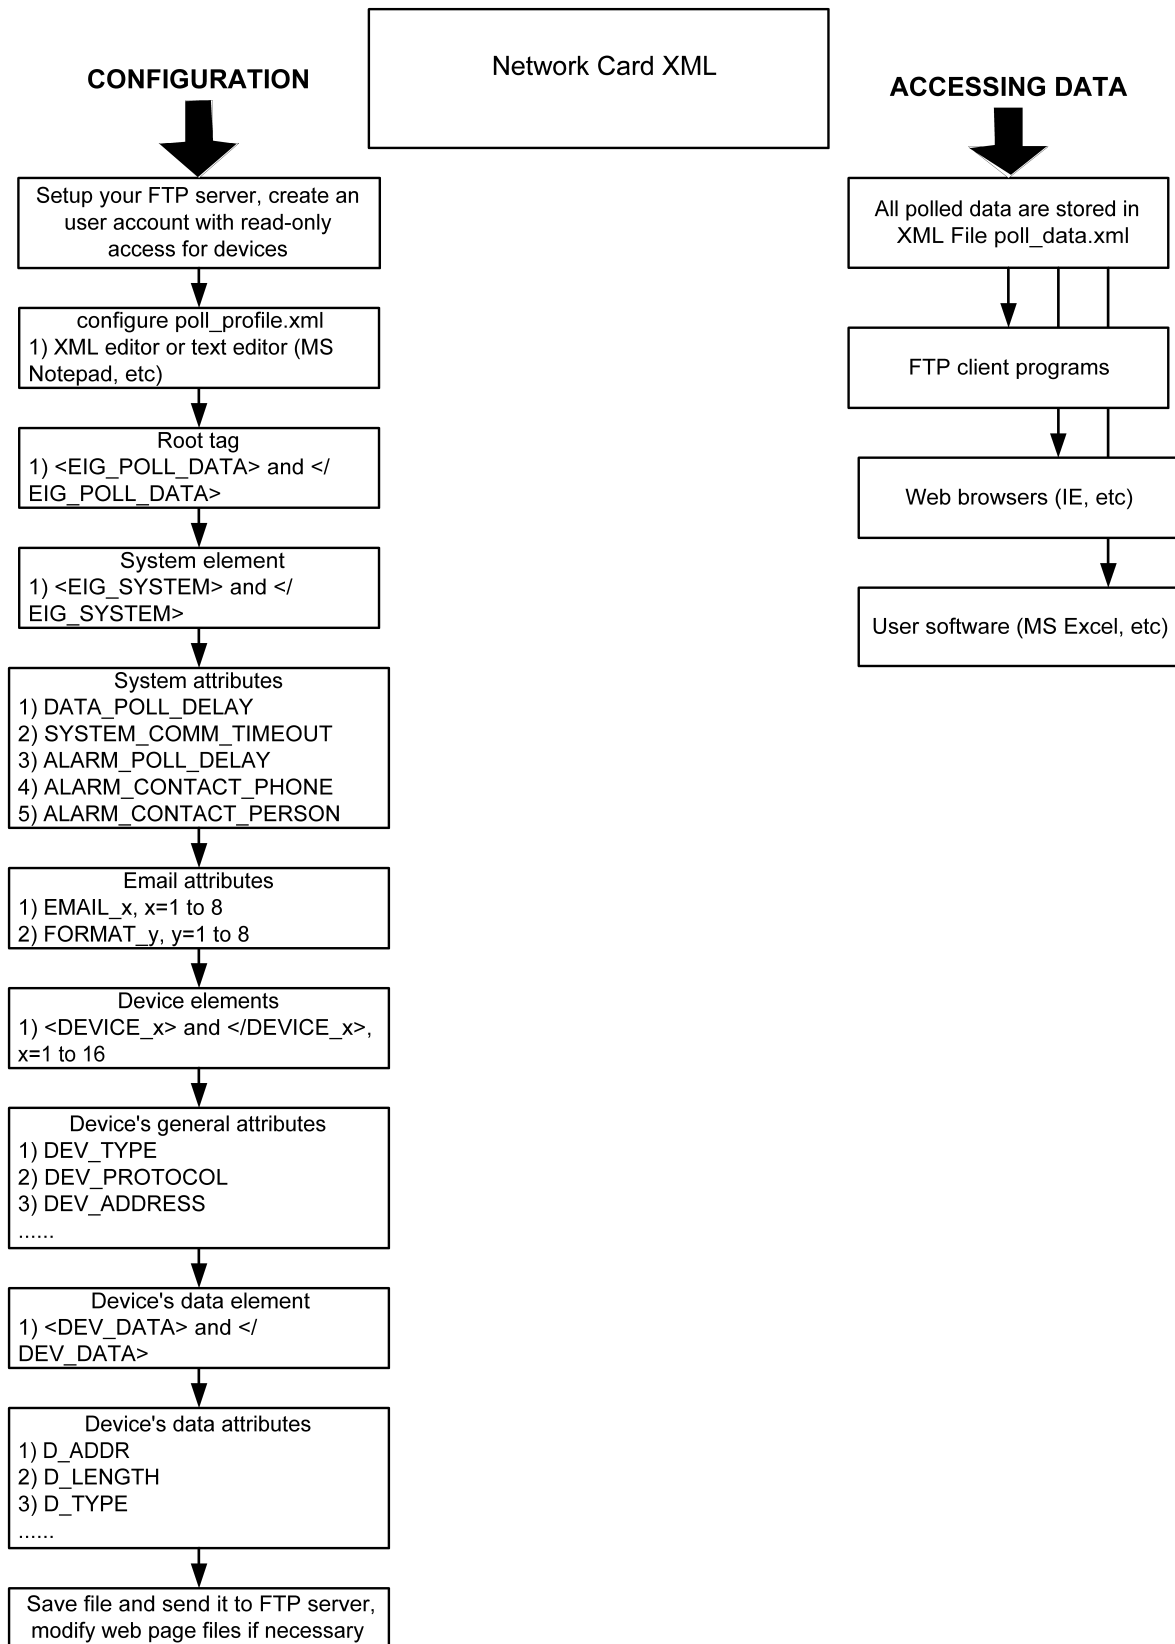 Network Card XML
CONFIGURATION
Setup your FTP server, create an
user account with read-only
access for devices
configure poll_profile.xml
1) XML editor or text editor (MS
Notepad, etc)
Root tag
1) <EIG_POLL_DATA> and </
EIG_POLL_DATA>
System element
1) <EIG_SYSTEM> and </
EIG_SYSTEM>
System attributes
1) DATA_POLL_DELAY
2) SYSTEM_COMM_TIMEOUT
3) ALARM_POLL_DELAY
4) ALARM_CONTACT_PHONE
5) ALARM_CONTACT_PERSON
Email attributes
1) EMAIL_x, x=1 to 8
2) FORMAT_y, y=1 to 8
Device elements
1) <DEVICE_x> and </DEVICE_x>,
x=1 to 16
Device's general attributes
1) DEV_TYPE
2) DEV_PROTOCOL
3) DEV_ADDRESS
......
Device's data element
1) <DEV_DATA> and </
DEV_DATA>
Device's data attributes
1) D_ADDR
2) D_LENGTH
3) D_TYPE
......
Save file and send it to FTP server,
modify web page files if necessary
ACCESSING DATA
All polled data are stored in
XML File poll_data.xml
FTP client programs
Web browsers (IE, etc)
User software (MS Excel, etc)